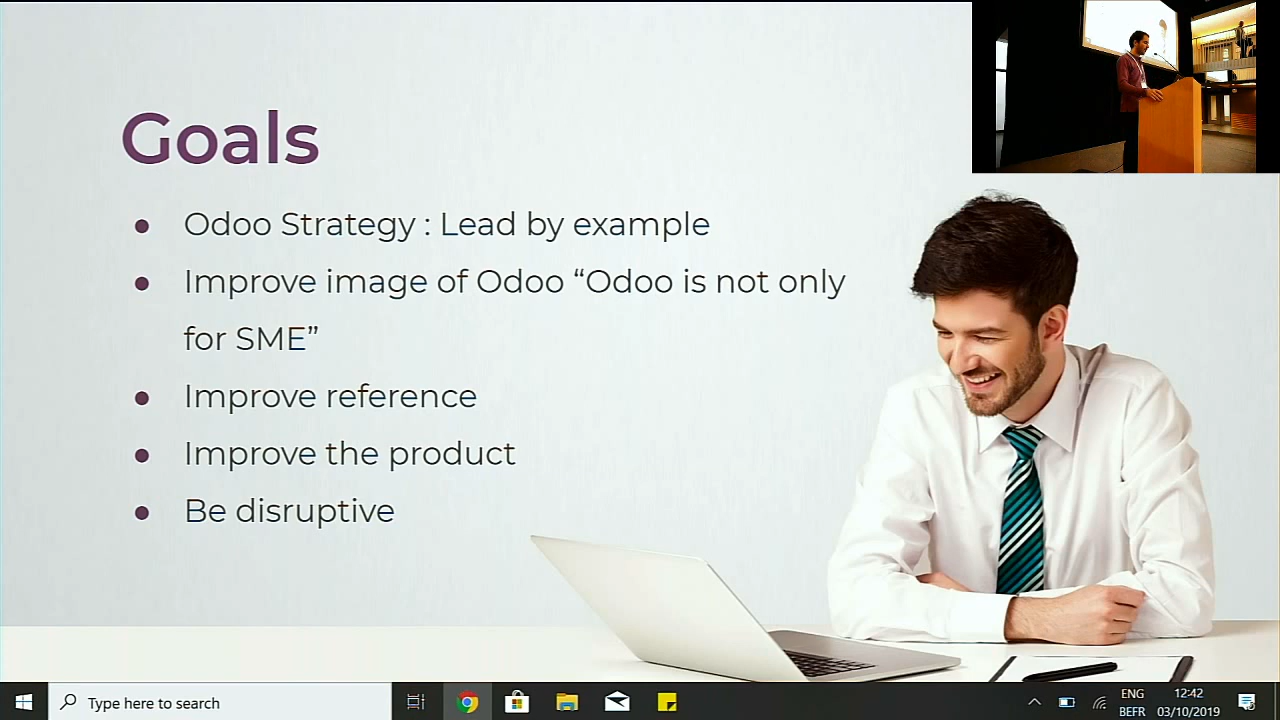 Goals
● Odoo Strategy : Lead by example
● Improve image of Odoo “Odoo is not only
for SME”
● Improve reference
● Improve the product
● Be disruptive
Type here to search
ENG
BEFR
12:42
03/10/2019